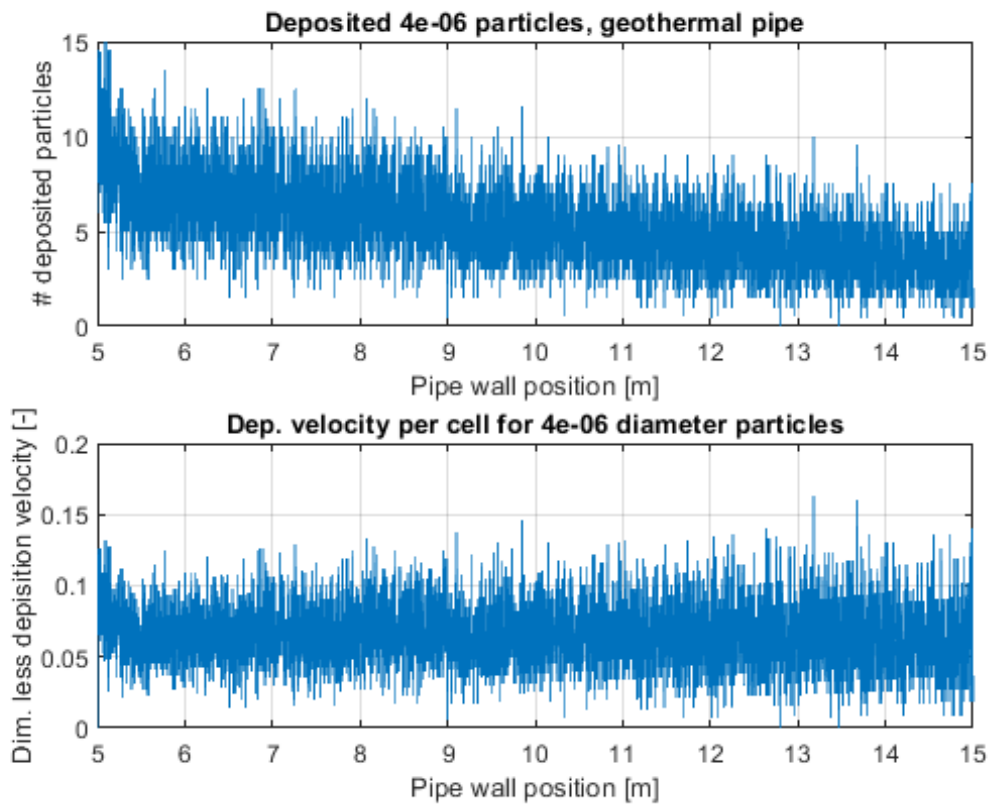 Deposited 4e-06 particles, geothermal pipe
# deposited particles
15
10
5
0
5 6 7 8 9 10 11 12 13 14 15
Pipe wall position [m]
Dep. velocity per cell for 4e-06 diameter particles
Dim. less depisition velocity [-]
0.2
0.15
0.1
0.05
0
5 6 7 8 9 10 11 12 13 14 15
Pipe wall position [m]